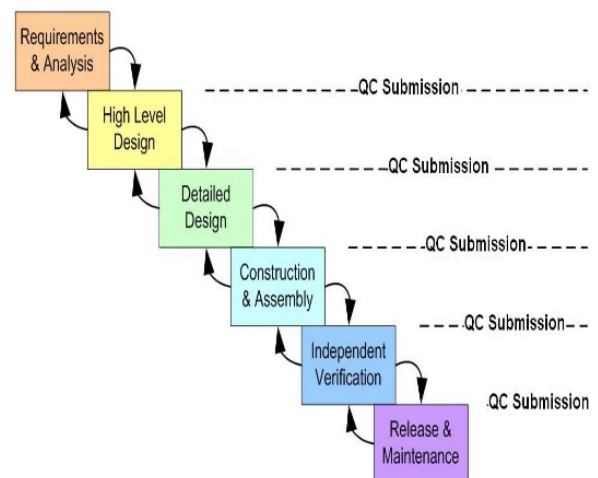 Requirements
& Analysis
QC Submission
High Level
Design
QC Submission
Detailed
Design
QC Submission
Construction
& Assembly
QC Submission
Independent
Verification
QC Submission
Release &
Maintenance